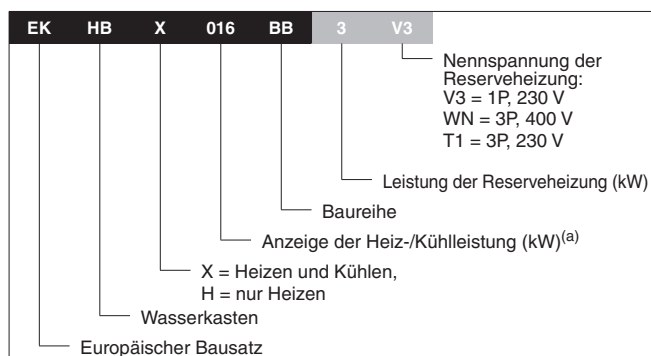 EK HB X 016 BB 3 V3
Nennspannung der
Reserveheizung:
V3 = 1P, 230 V
WN = 3P, 400 V
T1 = 3P, 230 V
Leistung der Reserveheizung (kW)
Baureihe
Anzeige der Heiz-/Kühlleistung (kW)(a)
X = Heizen und Kühlen,
H = nur Heizen
Wasserkasten
Europäischer Bausatz